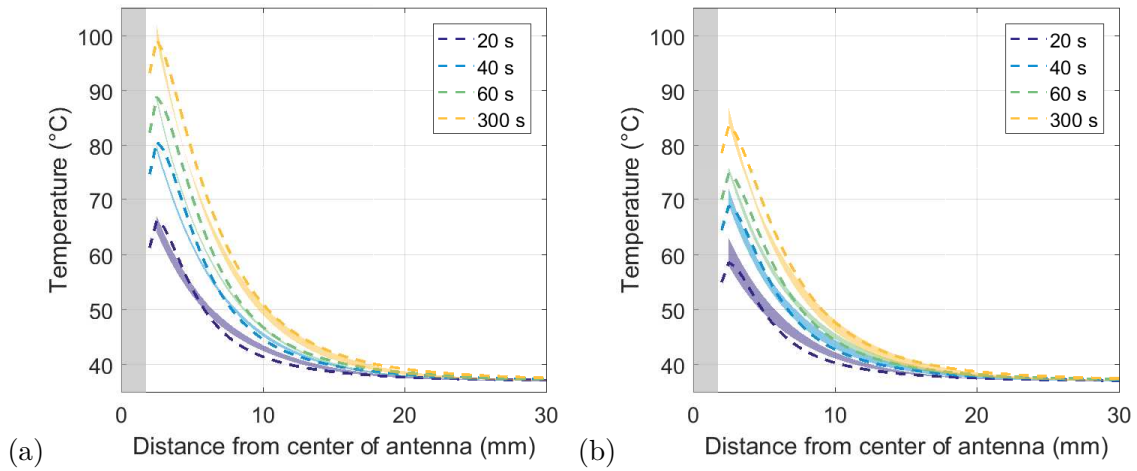 100
90
80
70
60
50
40
0 10 20 30
Temperature (°C)
Distance from center of antenna (mm)
20 s
40 s
60 s
300 s
(a)
100
90
80
70
60
50
40
0 10 20 30
Temperature (°C)
Distance from center of antenna (mm)
20 s
40 s
60 s
300 s
(b)